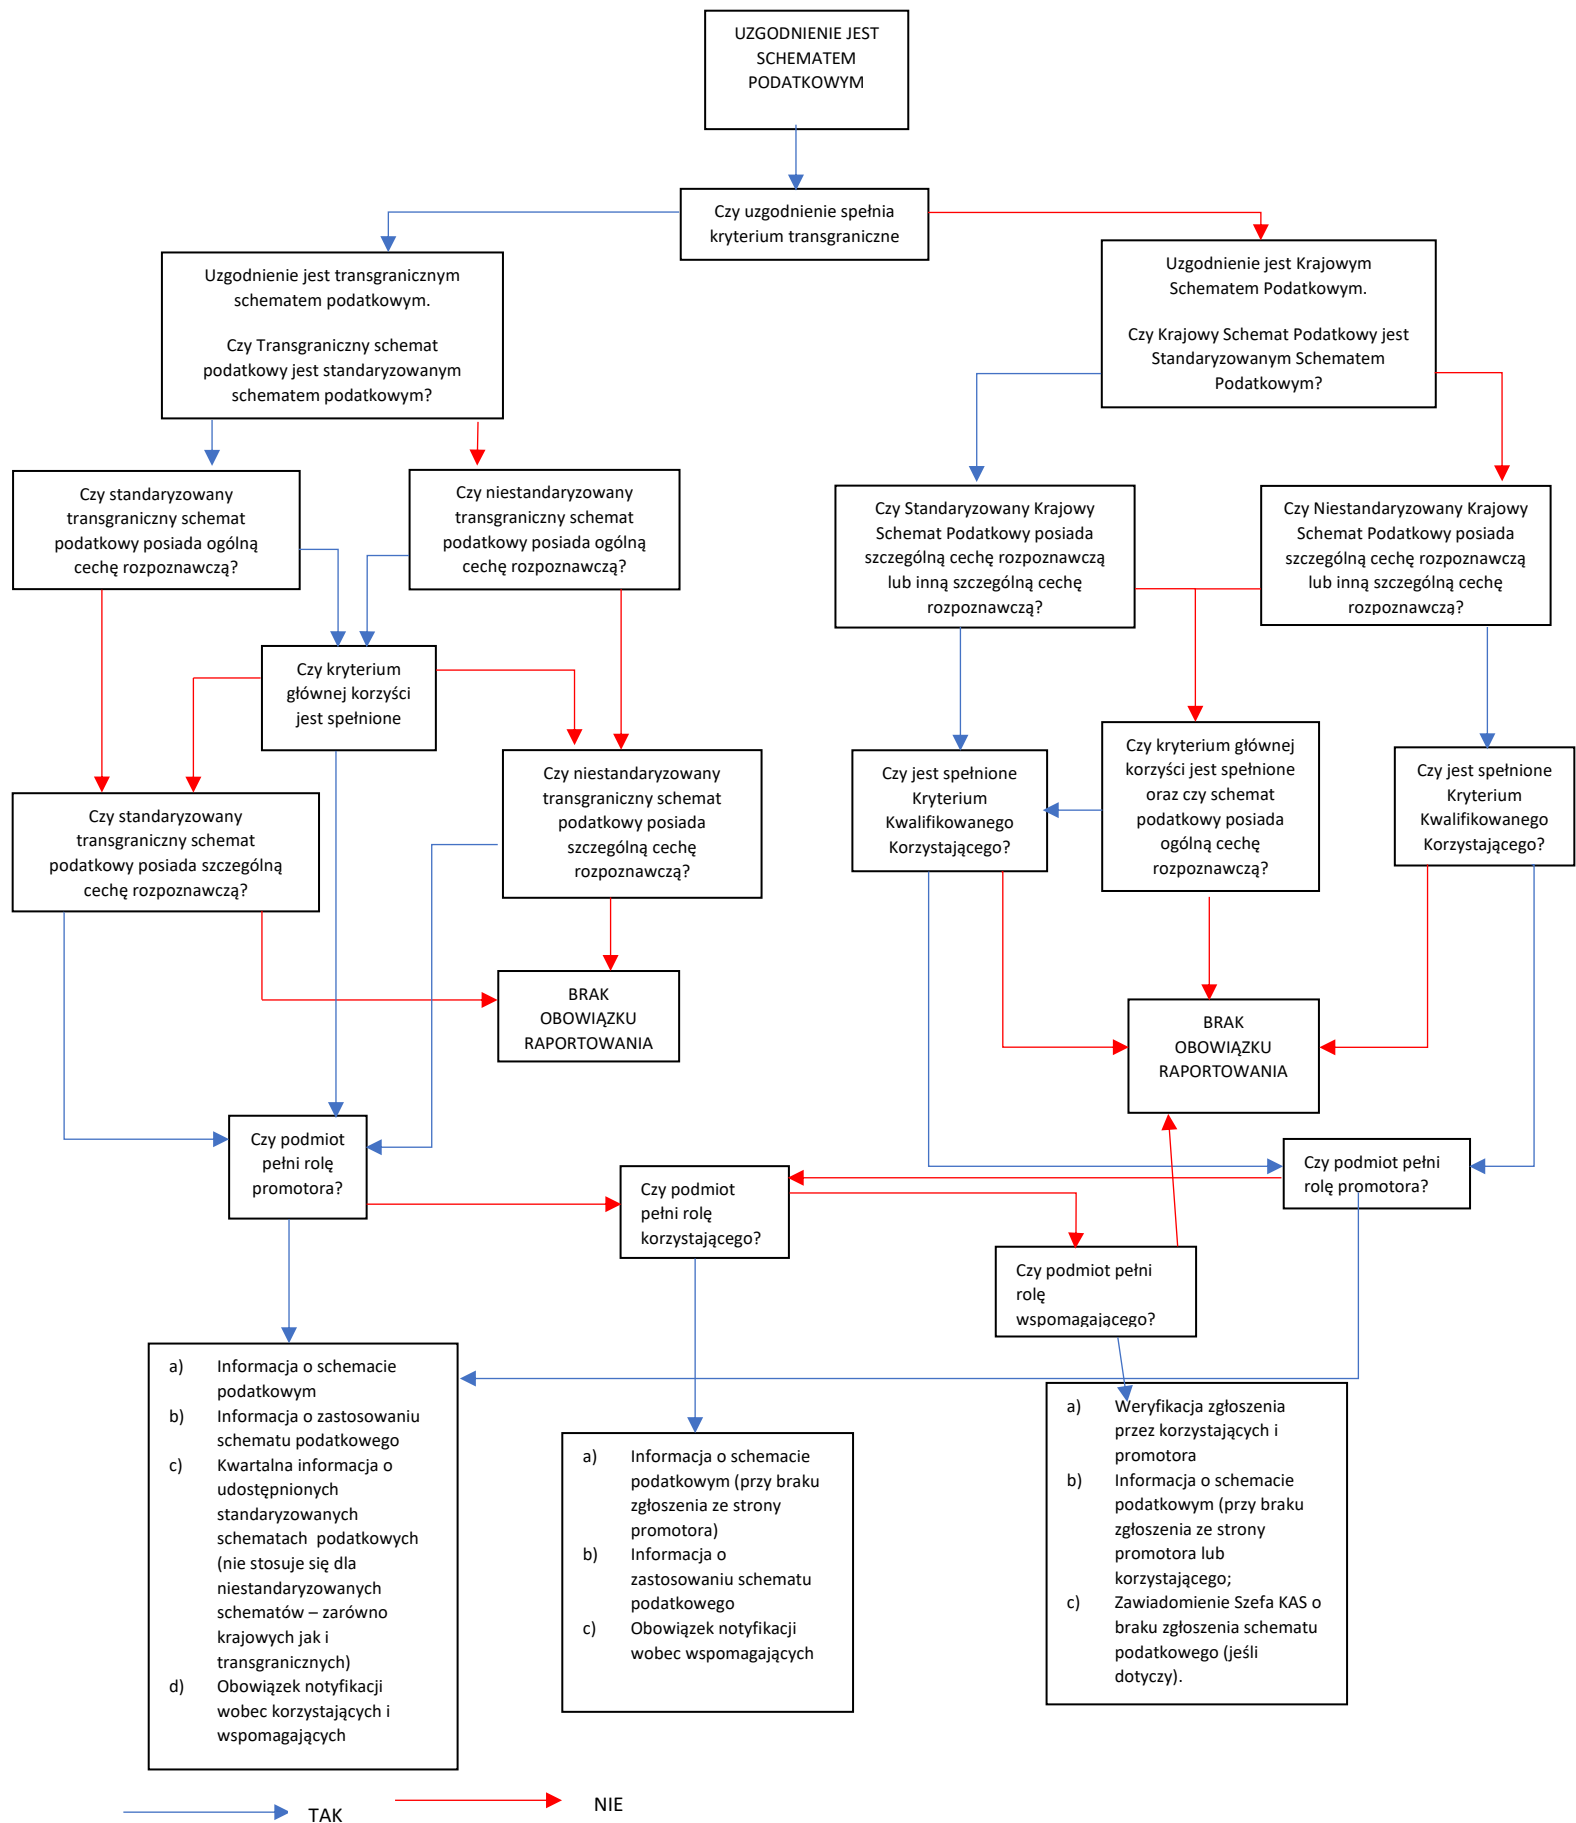 UZGODNIENIE JEST
SCHEMATEM
PODATKOWYM
Czy uzgodnienie spełnia
kryterium transgraniczne
Uzgodnienie jest transgranicznym
schematem podatkowym.
Czy Transgraniczny schemat
podatkowy jest standaryzowanym
schematem podatkowym?
Uzgodnienie jest Krajowym
Schematem Podatkowym.
Czy Krajowy Schemat Podatkowy jest
Standaryzowanym Schematem
Podatkowym?
Czy standaryzowany
transgraniczny schemat
podatkowy posiada ogólną
cechę rozpoznawczą?
Czy niestandaryzowany
transgraniczny schemat
podatkowy posiada ogólną
cechę rozpoznawczą?
Czy Standaryzowany Krajowy
Schemat Podatkowy posiada
szczególną cechę rozpoznawczą
lub inną szczególną cechę
rozpoznawczą?
Czy Niestandaryzowany Krajowy
Schemat Podatkowy posiada
szczególną cechę rozpoznawczą
lub inną szczególną cechę
rozpoznawczą?
Czy kryterium
głównej korzyści
jest spełnione
Czy standaryzowany
transgraniczny schemat
podatkowy posiada szczególną
cechę rozpoznawczą?
Czy niestandaryzowany
transgraniczny schemat
podatkowy posiada
szczególną cechę
rozpoznawczą?
Czy jest spełnione
Kryterium
Kwalifikowanego
Korzystającego?
Czy kryterium głównej
korzyści jest spełnione
oraz czy schemat
podatkowy posiada
ogólną cechę
rozpoznawczą?
Czy jest spełnione
Kryterium
Kwalifikowanego
Korzystającego?
BRAK
OBOWIĄZKU
RAPORTOWANIA
BRAK
OBOWIĄZKU
RAPORTOWANIA
Czy podmiot
pełni rolę
promotora?
Czy podmiot
pełni rolę
korzystającego?
Czy podmiot pełni
rolę promotora?
Czy podmiot pełni
rolę
wspomagającego?
a) Informacja o schemacie
podatkowym
b) Informacja o zastosowaniu
schematu podatkowego
c) Kwartalna informacja o
udostępnionych
standaryzowanych
schematach podatkowych
(nie stosuje się dla
niestandaryzowanych
schematów – zarówno
krajowych jak i
transgranicznych)
d) Obowiązek notyfikacji
wobec korzystających i
wspomagających
a) Informacja o schemacie
podatkowym (przy braku
zgłoszenia ze strony
promotora)
b) Informacja o
zastosowaniu schematu
podatkowego
c) Obowiązek notyfikacji
wobec wspomagających
a) Weryfikacja zgłoszenia
przez korzystających i
promotora
b) Informacja o schemacie
podatkowym (przy braku
zgłoszenia ze strony
promotora lub
korzystającego;
c) Zawiadomienie Szefa KAS o
braku zgłoszenia schematu
podatkowego (jeśli
dotyczy).
TAK
NIE